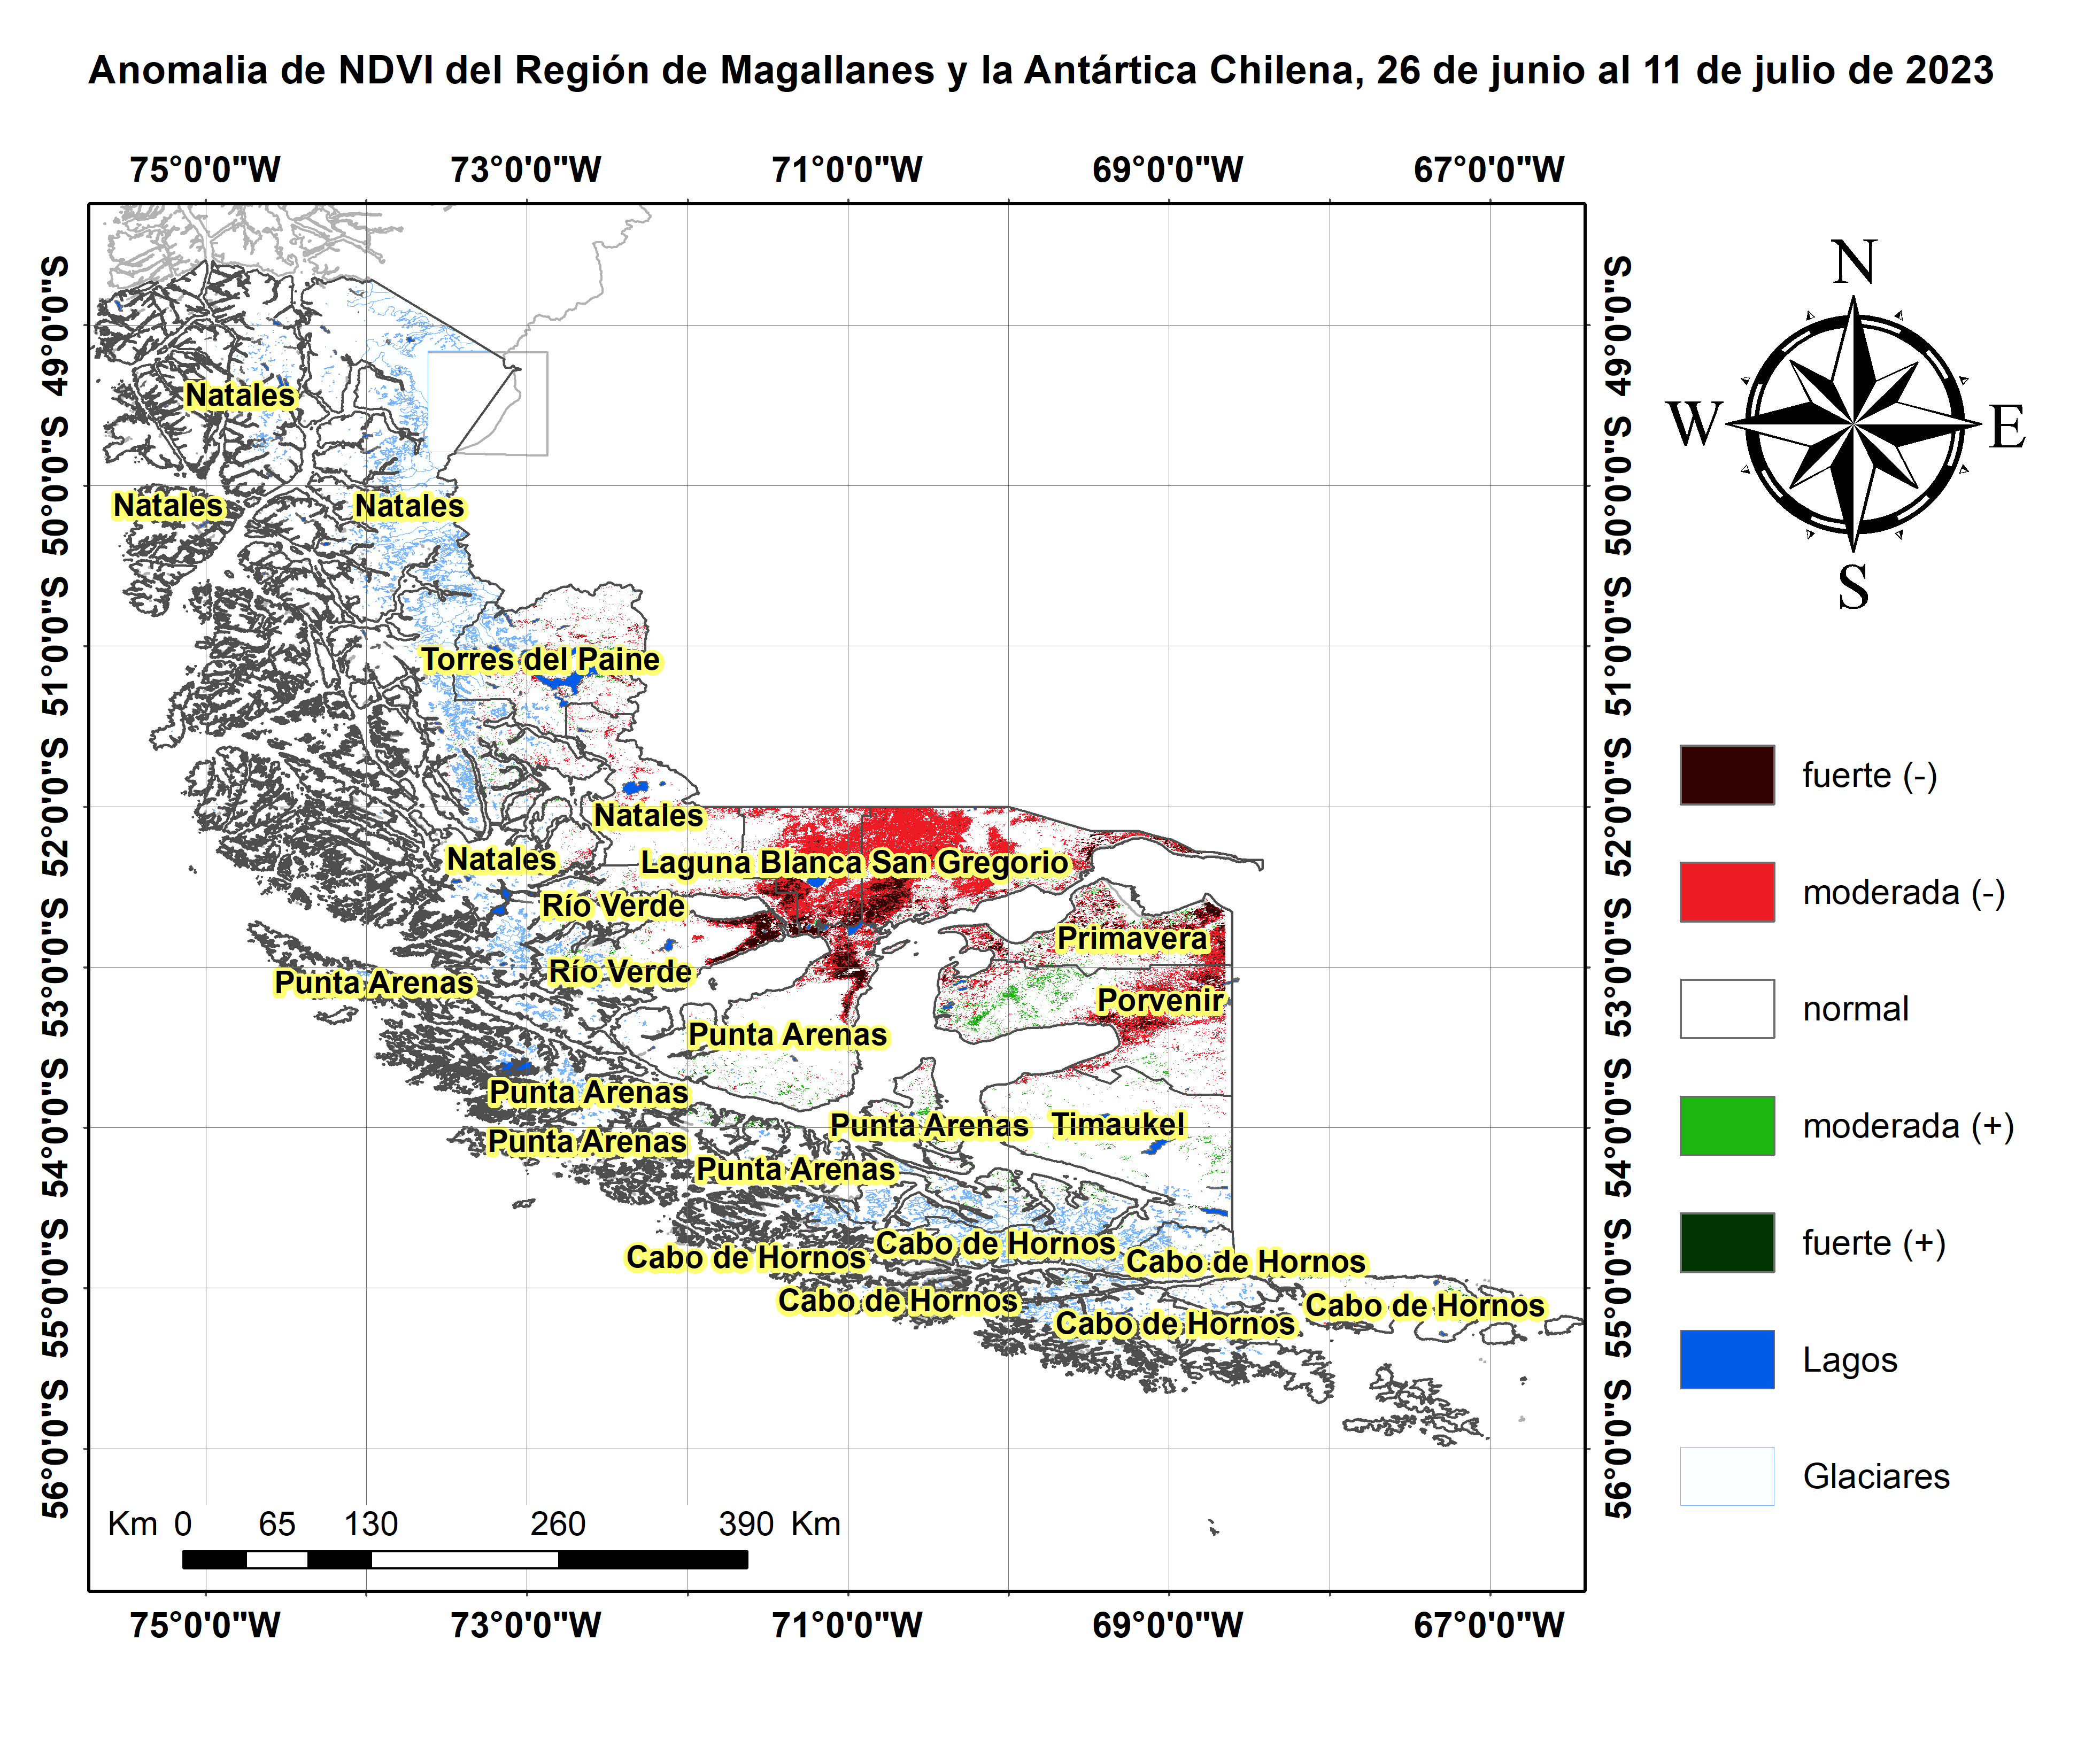 Anomalia de NDVI del Región de Magallanes y la Antártica Chilena, 26 de junio al 11 de julio de 2023
75°0'0"W 73°0'0"W 71°0'0"W 69°0'0"W 67°0'0"W
49°0'0"S
50°0'0"S
51°0'0"S
52°0'0"S
53°0'0"S
54°0'0"S
55°0'0"S
56°0'0"S
Natales
Natales
Natales
Torres del Paine
Natales
Natales
Laguna Blanca
San Gregorio
Río Verde
Primavera
Río Verde
Punta Arenas
Porvenir
Punta Arenas
Punta Arenas
Punta Arenas
Timaukel
Punta Arenas
Punta Arenas
Cabo de Hornos
Cabo de Hornos
Cabo de Hornos
Cabo de Hornos
Cabo de Hornos
Cabo de Hornos
Km 0 65 130 260 390 Km
75°0'0"W 73°0'0"W 71°0'0"W 69°0'0"W 67°0'0"W
49°0'0"S
50°0'0"S
51°0'0"S
52°0'0"S
53°0'0"S
54°0'0"S
55°0'0"S
56°0'0"S
N
W
E
S
fuerte (-)
moderada (-)
normal
moderada (+)
fuerte (+)
Lagos
Glaciares